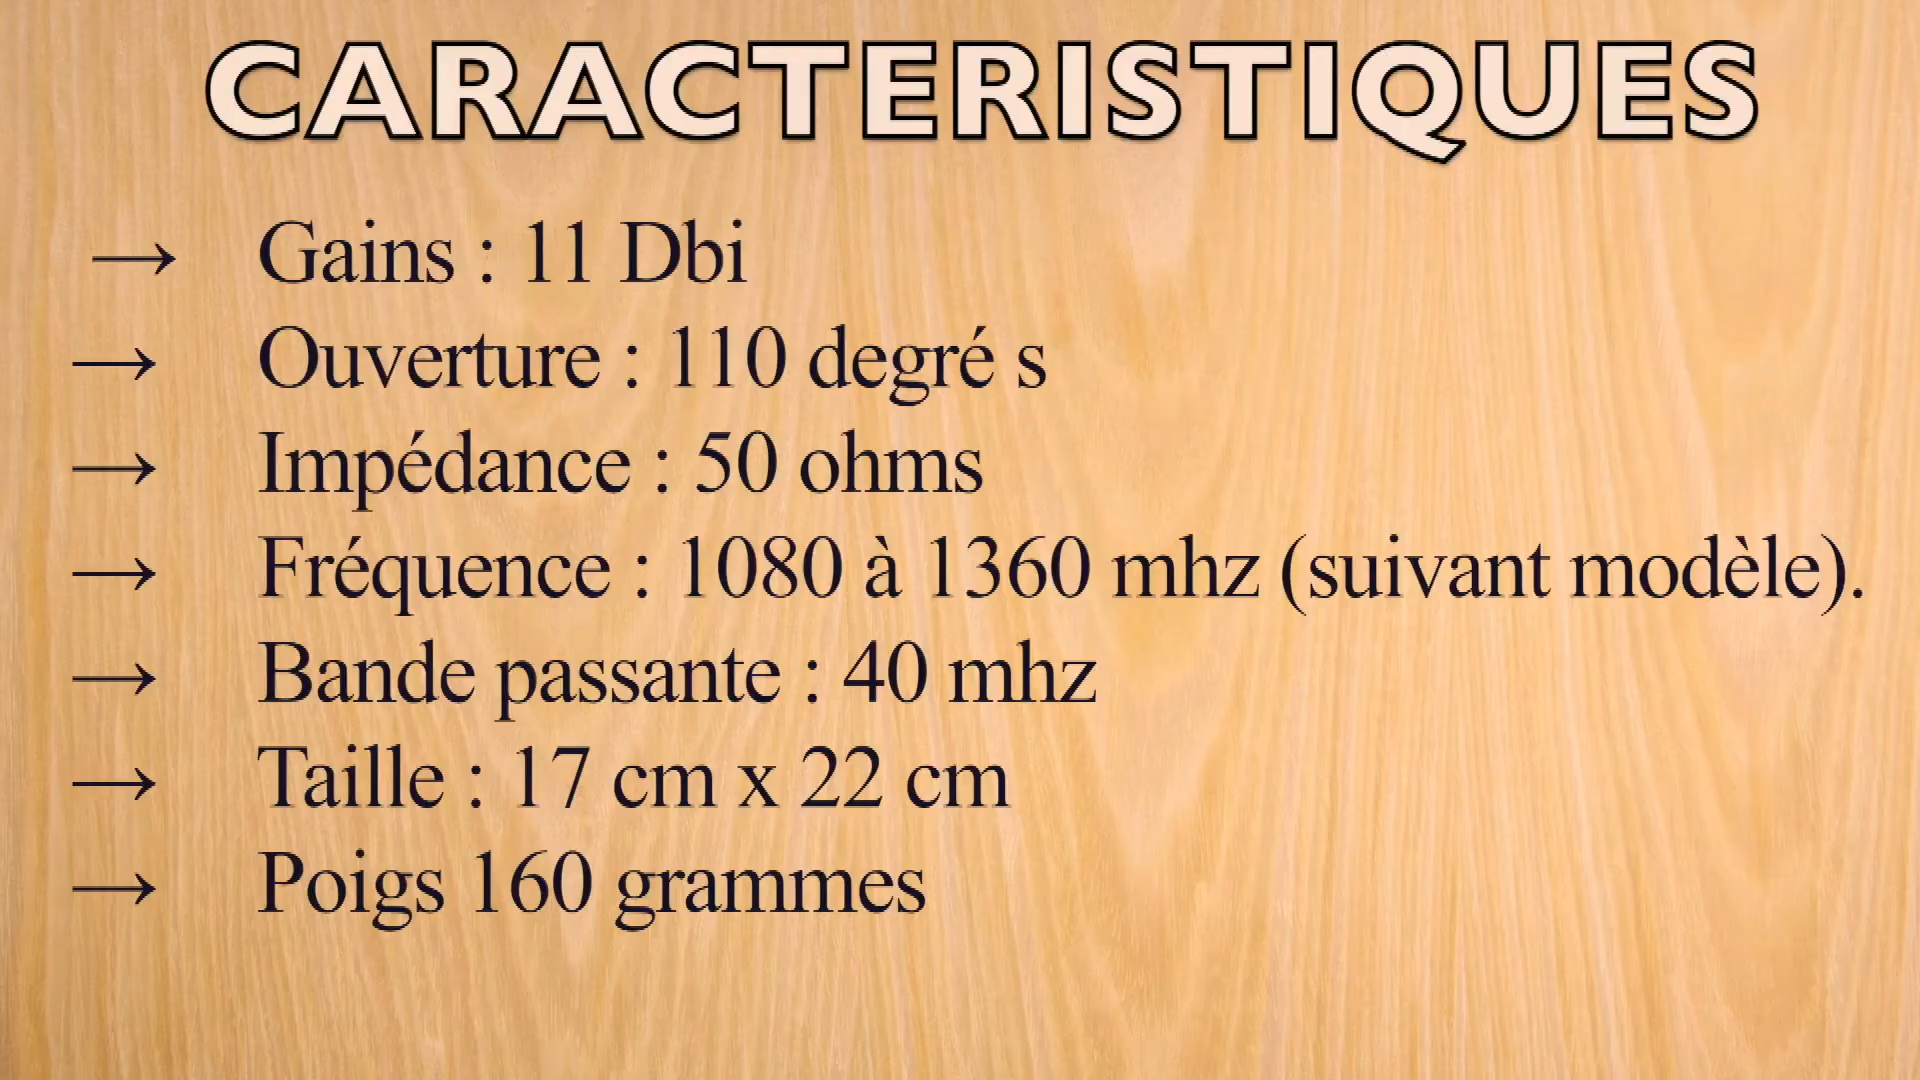 CARACTERISTIQUES
→ Gains : 11 Dbi
→ Ouverture : 110 degré s
→ Impédance : 50 ohms
→ Fréquence : 1080 à 1360 mhz (suivant modèle).
→ Bande passante : 40 mhz
→ Taille : 17 cm x 22 cm
→ Poigs 160 grammes